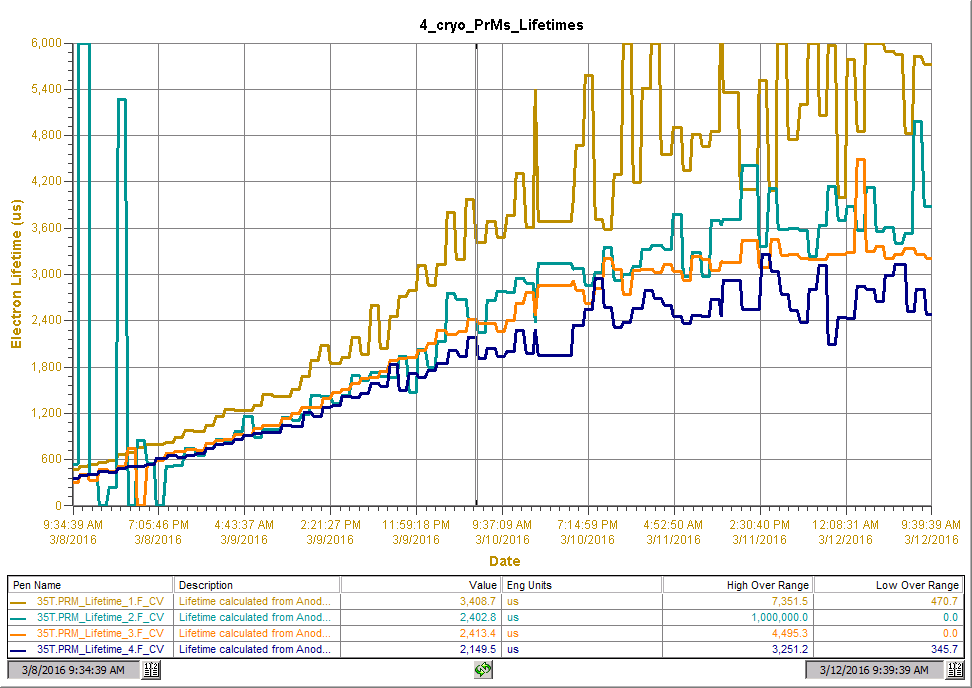 4_cryo_PrMs_Lifetimes
Electron Lifetime (us)
6,000
5,400
4,800
4,200
3,600
3,000
2,400
1,800
1,200
600
0
9:34:39 AM 7:05:46 PM 4:43:37 AM 2:21:27 PM 11:59:18 PM 9:37:09 AM 7:14:59 PM 4:52:50 AM 2:30:40 PM 12:08:31 AM 9:39:39 AM
3/8/2016 3/8/2016 3/9/2016 3/9/2016 3/9/2016 3/10/2016 3/10/2016 3/11/2016 3/11/2016 3/12/2016 3/12/2016
Date
Pen Name Description Value Eng Units High Over Range Low Over Range
35T.PRM_Lifetime_1.F_CV Lifetime calculated from Anod... 3,408.7 us 7,351.5 470.7
35T.PRM_Lifetime_2.F_CV Lifetime calculated from Anod... 2,402.8 us 1,000,000.0 0.0
35T.PRM_Lifetime_3.F_CV Lifetime calculated from Anod... 2,413.4 us 4,495.3 0.0
35T.PRM_Lifetime_4.F_CV Lifetime calculated from Anod... 2,149.5 us 3,251.2 345.7
3/8/2016 9:34:39 AM 3/12/2016 9:39:39 AM